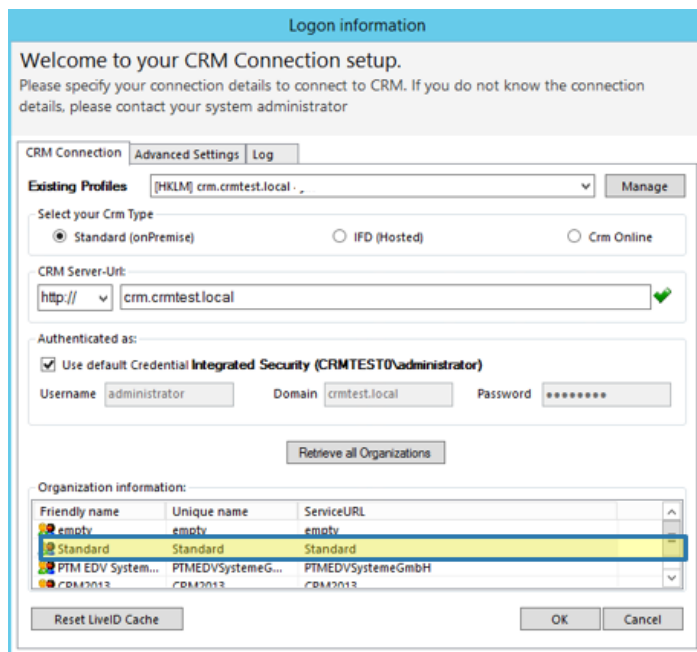 Logon information
Welcome to your CRM Connection setup.
Please specify your connection details to connect to CRM. If you do not know the connection
details, please contact your system administrator
CRM Connection Advanced Settings Log
Existing Profiles [HKLM] crm.crmtest.local - Manage
Select your Crm Type
Standard (onPremise) IFD (Hosted) Crm Online
CRM Server-Url:
http:// crm.crmtest.local
Authenticated as:
Use default Credential Integrated Security (CRMTEST0\administrator)
Username administrator Domain crmtest.local Password ●●●●●●●●
Retrieve all Organizations
Organization information:
Friendly name Unique name ServiceURL
empty empty empty
Standard Standard Standard
PTM EDV System... PTMEDVSystemeG... PTMEDVSystemeGmbH
CRM2013 CRM2013 CRM2013
Reset LiveID Cache OK Cancel